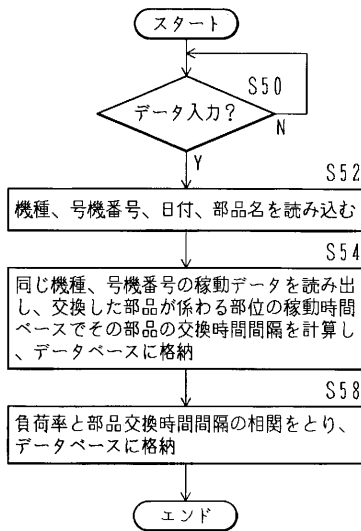 スタート
S50
データ入力?
N
Y
S52
機種、号機番号、日付、部品名を読み込む
S54
同じ機種、号機番号の稼動データを読み出
し、交換した部品が係わる部位の稼動時間
ベースでその部品の交換時間間隔を計算し
、データベースに格納
S58
負荷率と部品交換時間間隔の相関をとり、
データベースに格納
エンド